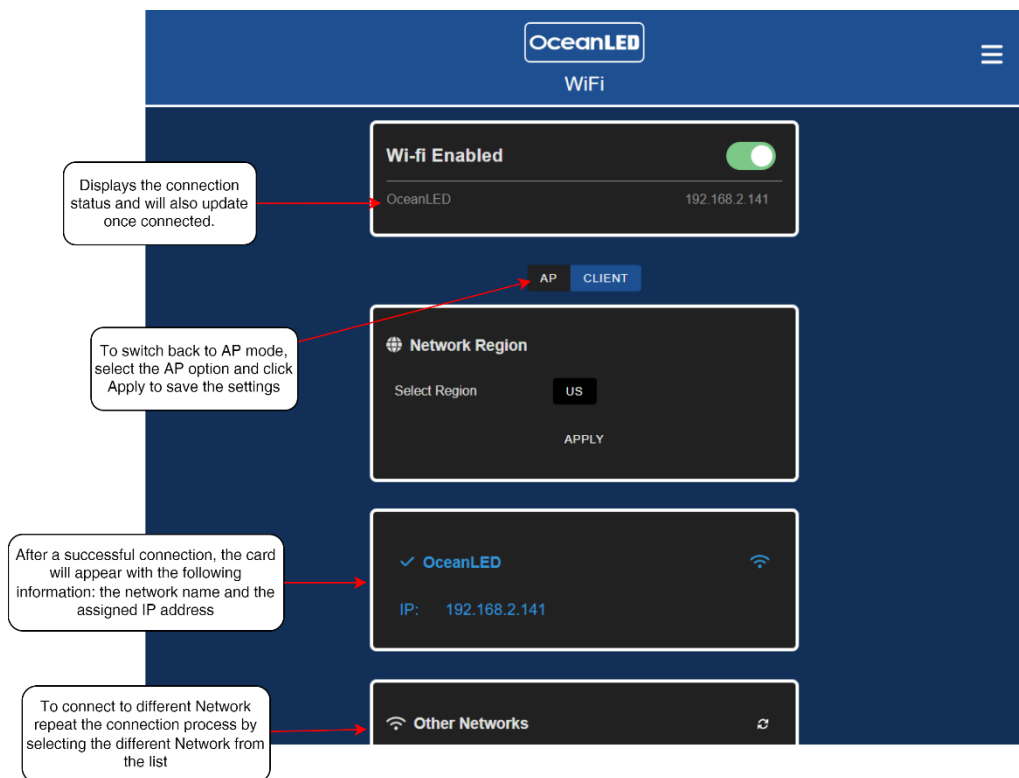 OceanLED
WiFi
Wi-fi Enabled
OceanLED 192.168.2.141
Displays the connection
status and will also update
once connected.
AP CLIENT
To switch back to AP mode,
select the AP option and click
Apply to save the settings
Network Region
Select Region US
APPLY
After a successful connection, the card
will appear with the following
information: the network name and the
assigned IP address
OceanLED
IP: 192.168.2.141
To connect to different Network
repeat the connection process by
selecting the different Network from
the list
Other Networks